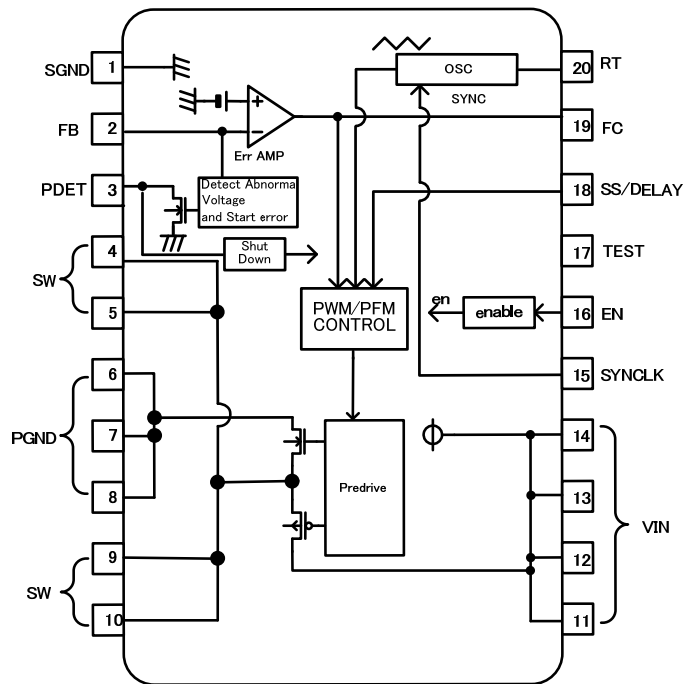 SGND 1
FB 2
PDET 3
4
SW
5
6
PGND 7
8
9
SW
10
Err AMP
Detect Abnorma
Voltage
and Start error
Shut
Down
OSC
SYNC
PWM/PFM
CONTROL
en
enable
Predrive
20 RT
19 FC
18 SS/DELAY
17 TEST
16 EN
15 SYNCLK
14
13
VIN
12
11